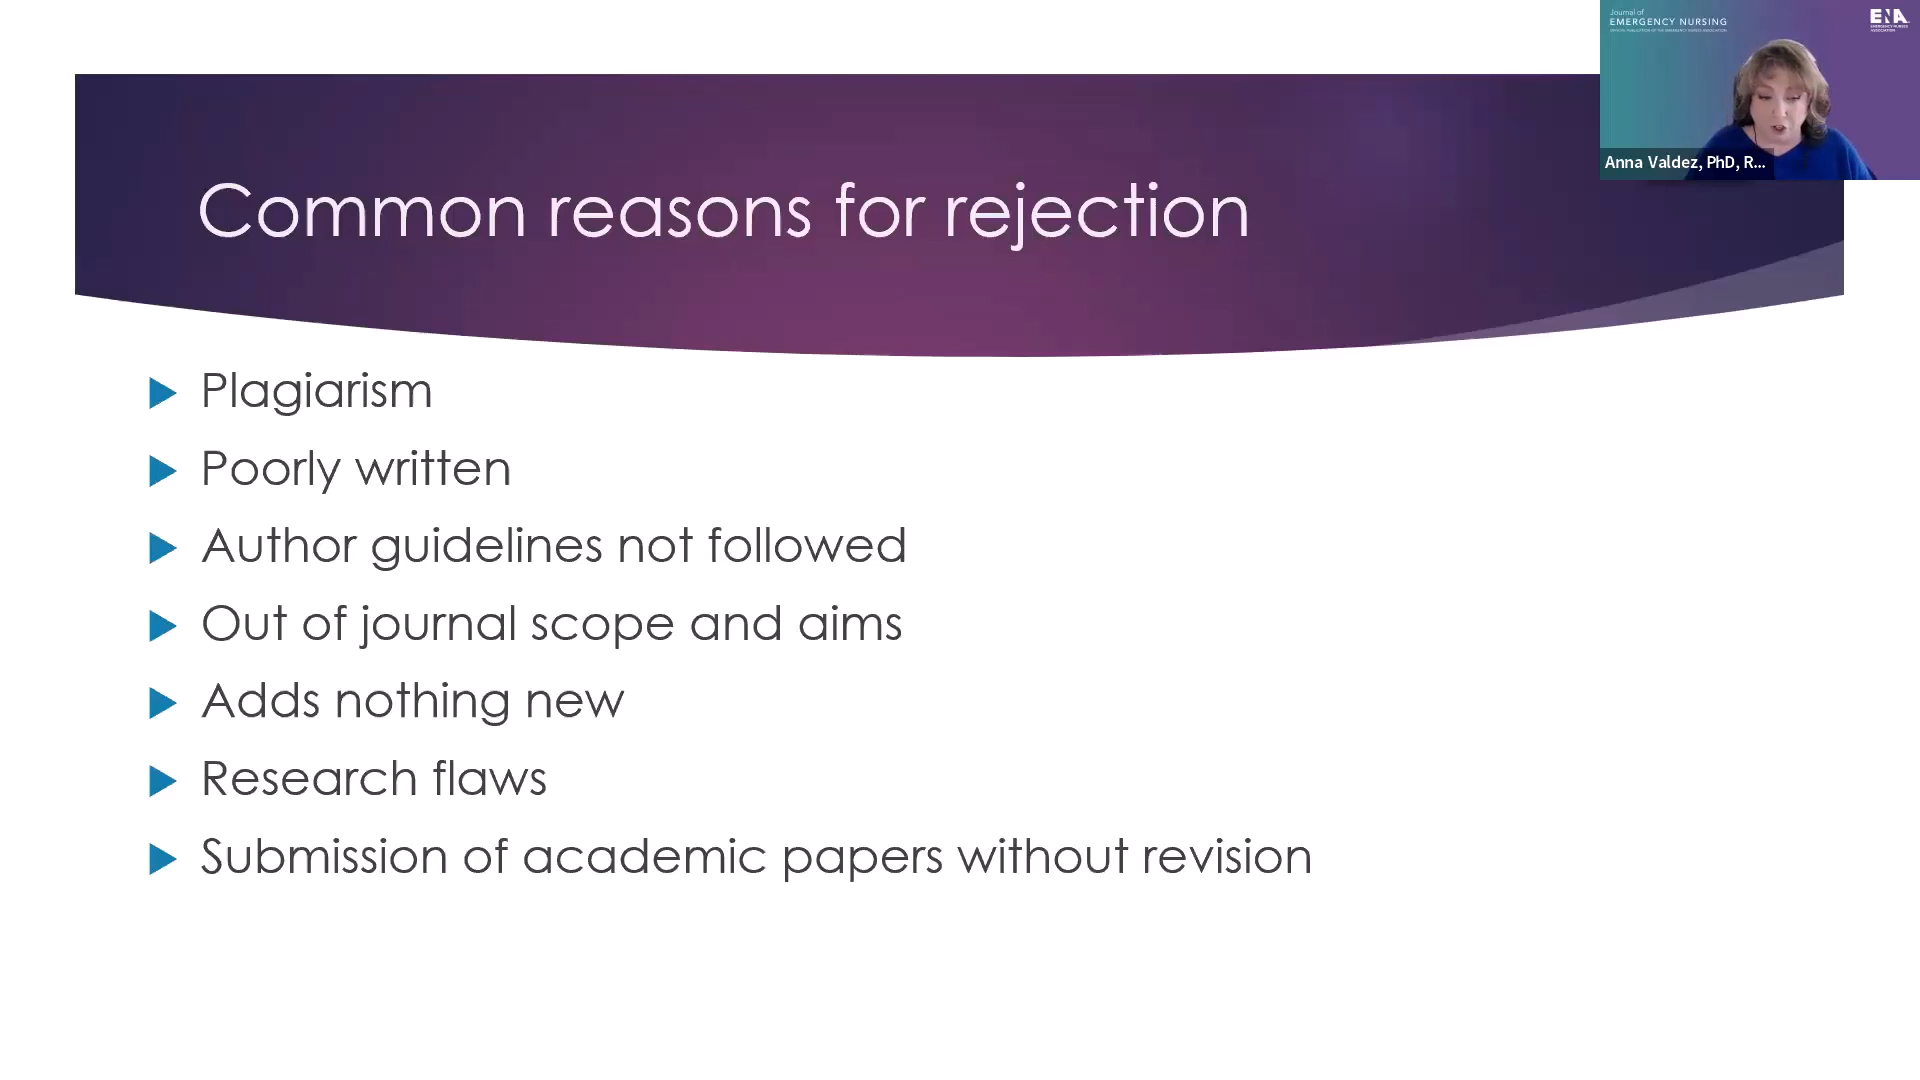 Journal of
EMERGENCY NURSING
ENA
Common reasons for rejection
Anna Valdez, PhD, R...
Plagiarism
Poorly written
Author guidelines not followed
Out of journal scope and aims
Adds nothing new
Research flaws
Submission of academic papers without revision